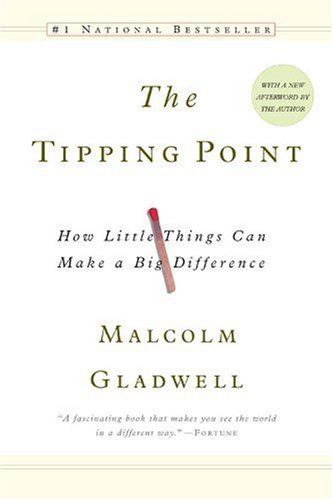 #1 NATIONAL BESTSELLER
The
TIPPING POINT
WITH A NEW
AFTERWORD BY
THE AUTHOR
How Little Things Can
Make a Big Difference
MALCOLM
GLADWELL
"A fascinating book that makes you see the world
in a different way."—FORTUNE